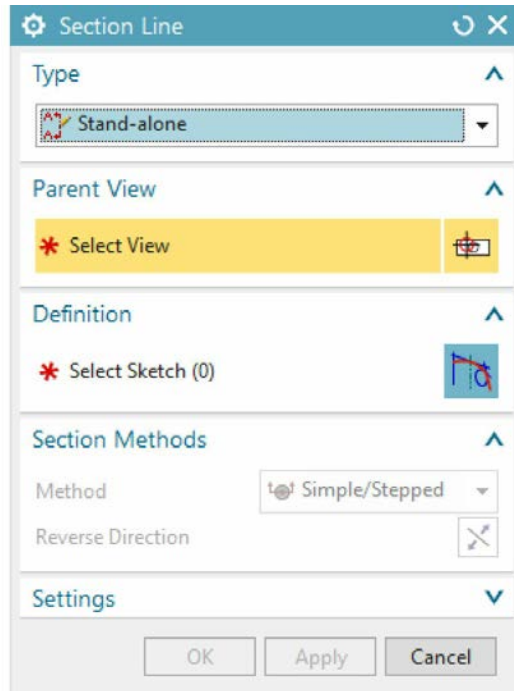 Section Line
Type
Stand-alone
Parent View
* Select View
Definition
* Select Sketch (0)
Section Methods
Method Simple/Stepped
Reverse Direction
Settings
OK Apply Cancel